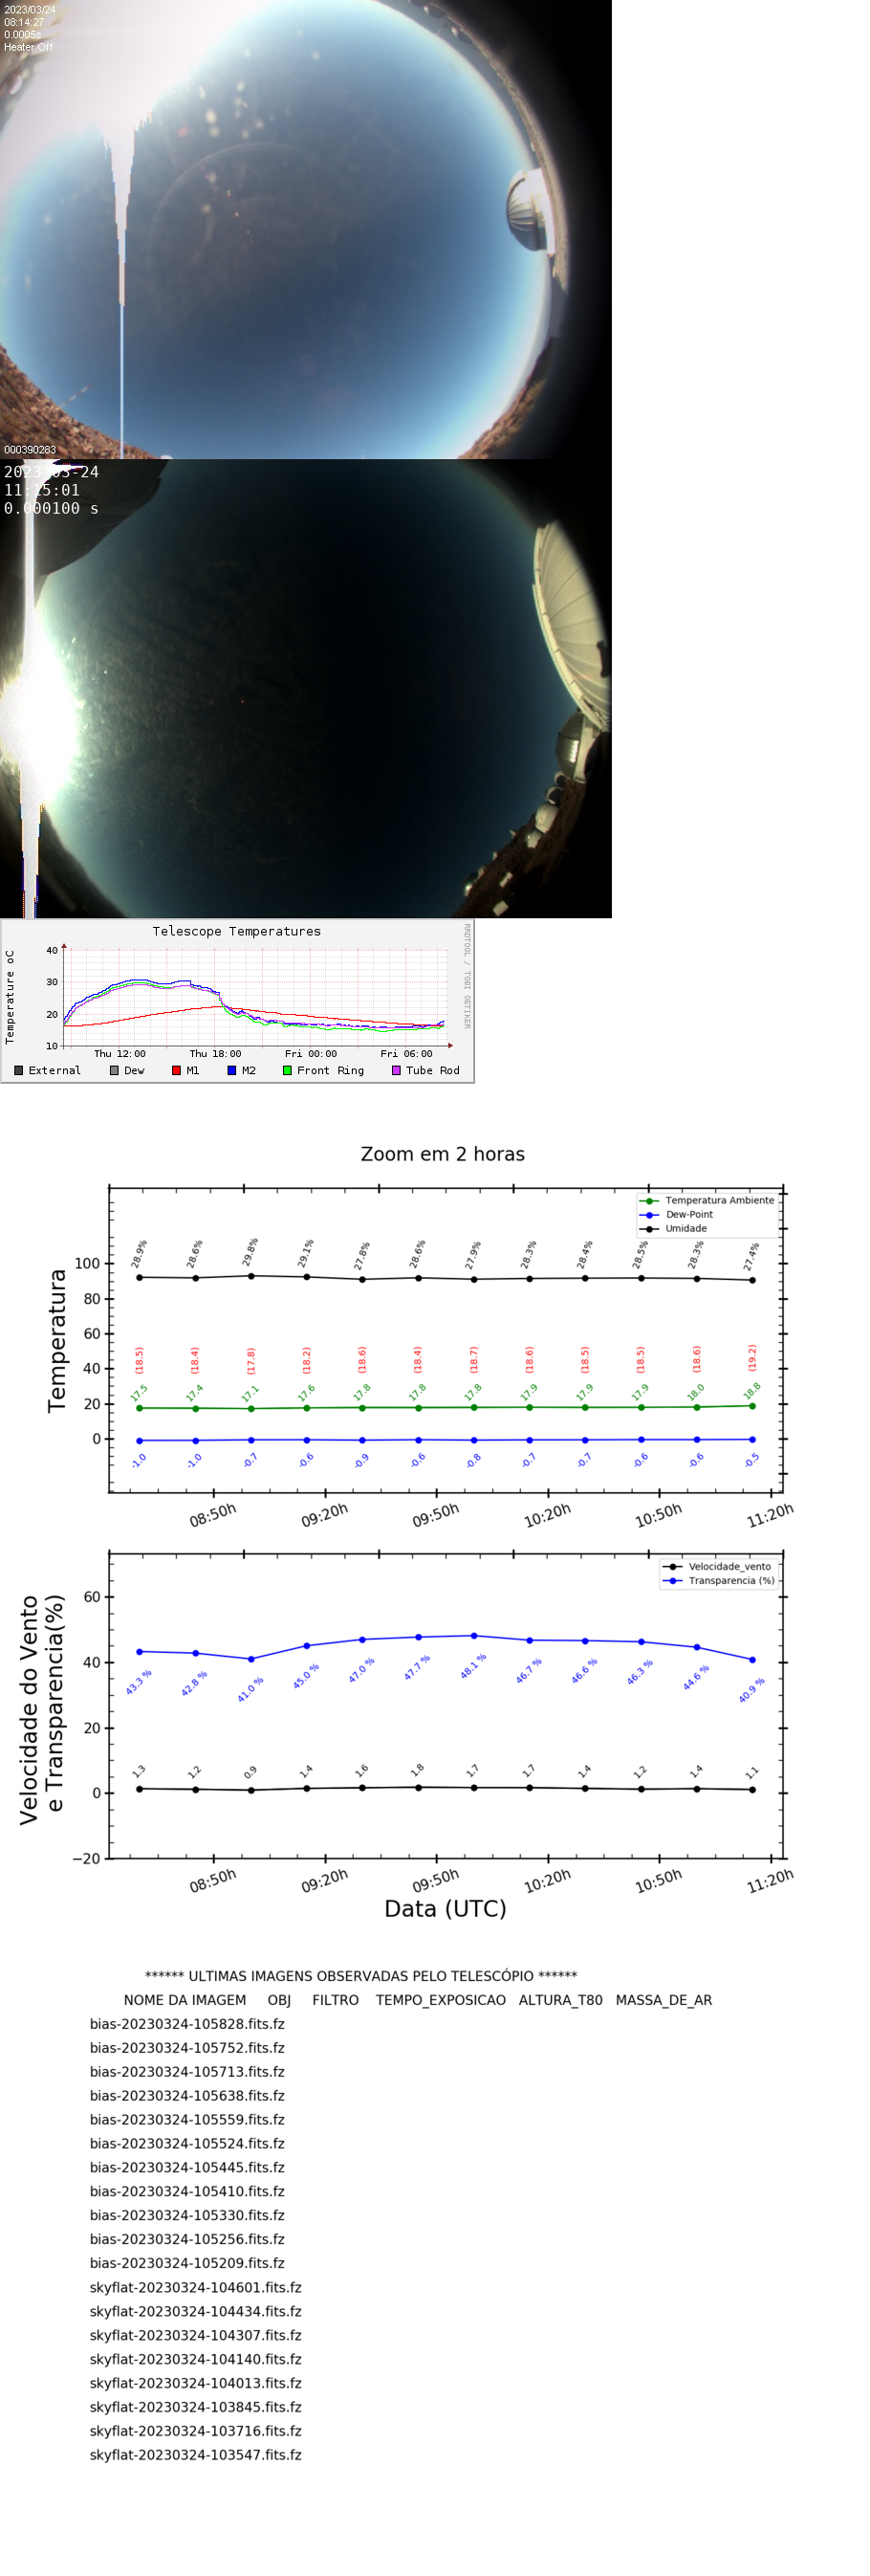 2023/03/24
08:14:27
0.0005s
Heater Off
000390283
2023-03-24
11:15:01
0.000100 s
Telescope Temperatures
RRDTOOL / TOBI OETIKER
Temperature oC
40
30
20
10
Thu 12:00 Thu 18:00 Fri 00:00 Fri 06:00
External Dew M1 M2 Front Ring Tube Rod
Zoom em 2 horas
Temperatura Ambiente
Dew-Point
Umidade
Temperatura
100
80
60
40
20
0
28.9% 28.6% 29.8% 29.1% 27.8% 28.6% 27.9% 28.3% 28.4% 28.5% 28.3% 27.4%
(18.5) (18.4) (17.8) (18.2) (18.6) (18.4) (18.7) (18.6) (18.5) (18.5) (18.6) (19.2)
17.5 17.4 17.1 17.6 17.8 17.8 17.8 17.9 17.9 17.9 18.0 18.8
-1.0 -1.0 -0.7 -0.6 -0.9 -0.6 -0.8 -0.7 -0.7 -0.6 -0.6 -0.5
08:50h 09:20h 09:50h 10:20h 10:50h 11:20h
Velocidade_vento
Transparencia (%)
Velocidade do Vento
e Transparencia(%)
60
40
20
0
−20
43.3 % 42.8 % 41.0 % 45.0 % 47.0 % 47.7 % 48.1 % 46.7 % 46.6 % 46.3 % 44.6 % 40.9 %
1.3 1.2 0.9 1.4 1.6 1.8 1.7 1.7 1.4 1.2 1.4 1.1
08:50h 09:20h 09:50h 10:20h 10:50h 11:20h
Data (UTC)
****** ULTIMAS IMAGENS OBSERVADAS PELO TELESCÓPIO ******
NOME DA IMAGEM OBJ FILTRO TEMPO_EXPOSICAO ALTURA_T80 MASSA_DE_AR
bias-20230324-105828.fits.fz
bias-20230324-105752.fits.fz
bias-20230324-105713.fits.fz
bias-20230324-105638.fits.fz
bias-20230324-105559.fits.fz
bias-20230324-105524.fits.fz
bias-20230324-105445.fits.fz
bias-20230324-105410.fits.fz
bias-20230324-105330.fits.fz
bias-20230324-105256.fits.fz
bias-20230324-105209.fits.fz
skyflat-20230324-104601.fits.fz
skyflat-20230324-104434.fits.fz
skyflat-20230324-104307.fits.fz
skyflat-20230324-104140.fits.fz
skyflat-20230324-104013.fits.fz
skyflat-20230324-103845.fits.fz
skyflat-20230324-103716.fits.fz
skyflat-20230324-103547.fits.fz